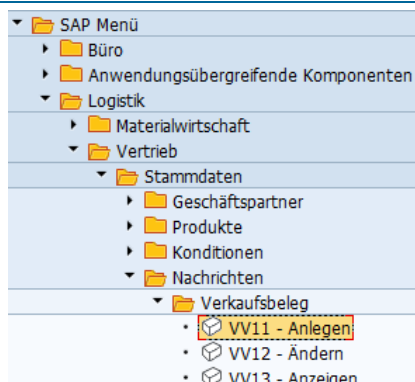 SAP Menü
Büro
Anwendungsübergreifende Komponenten
Logistik
Materialwirtschaft
Vertrieb
Stammdaten
Geschäftspartner
Produkte
Konditionen
Nachrichten
Verkaufsbeleg
VV11 - Anlegen
VV12 - Ändern
VV13 - Anzeigen